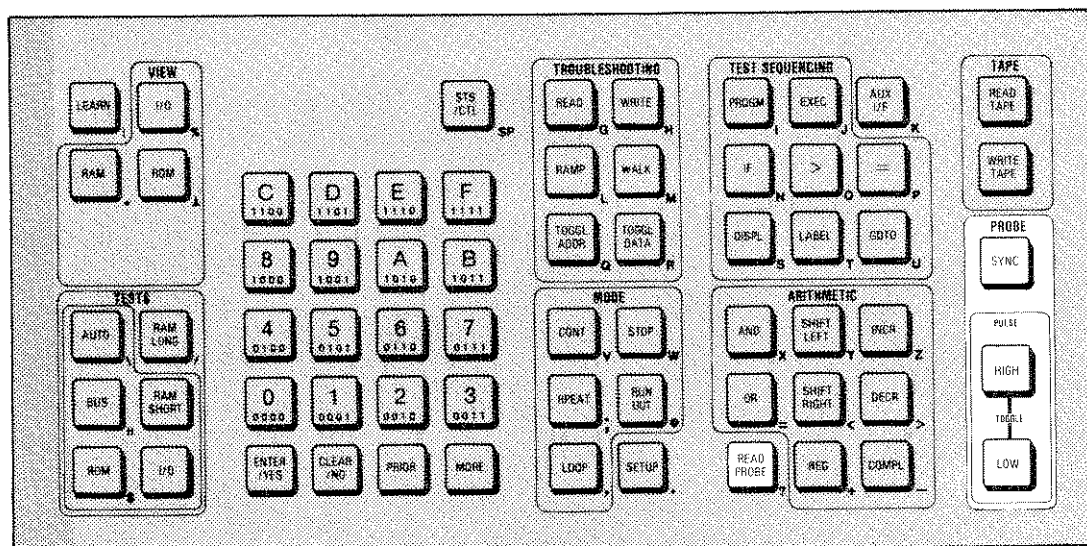 VIEW
LEARN
I/O
%
RAM
ROM
TESTS
AUTO
RAM LONG
/
BUS
RAM SHORT
ROM
$
I/O
STS /CTL
SP
C 1100
D 1101
E 1110
F 1111
8 1000
9 1001
A 1010
B 1011
4 0100
5 0101
6 0110
7 0111
0 0000
1 0001
2 0010
3 0011
ENTER /YES
CLEAR /NO
PRIOR
MORE
TROUBLESHOOTING
READ G
WRITE H
RAMP L
WALK M
TOGGL ADDR Q
TOGGL DATA R
MODE
CONT V
STOP W
RPEAT
RUN UUT
LOOP
SETUP
TEST SEQUENCING
PROGM I
EXEC J
AUX I/F K
IF N
> O
= P
DISPL S
LABEL T
GOTO U
ARITHMETIC
AND X
SHIFT LEFT Y
INCR Z
OR =
SHIFT RIGHT <
DECR >
READ PROBE ?
REG +
COMPL –
TAPE
READ TAPE
WRITE TAPE
PROBE
SYNC
PULSE
HIGH
TOGGLE
LOW